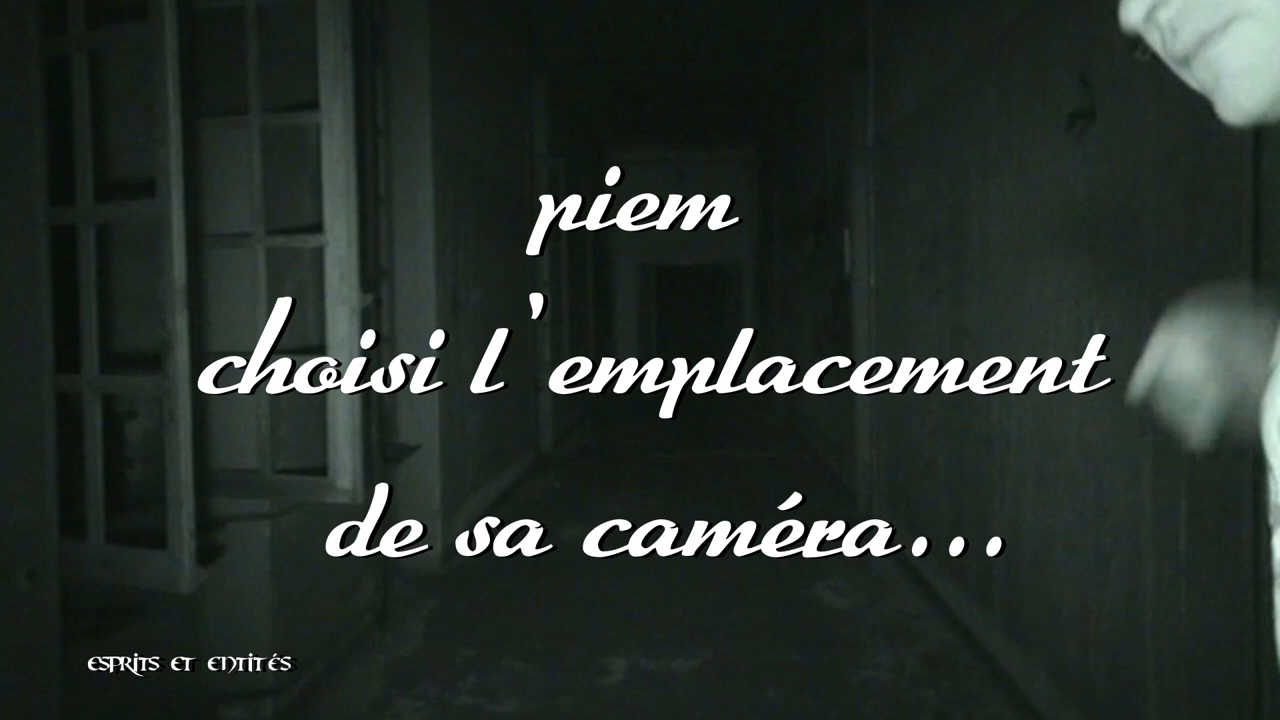 piem
choisi l'emplacement
de sa caméra...
ESPRITS ET ENTITÉS